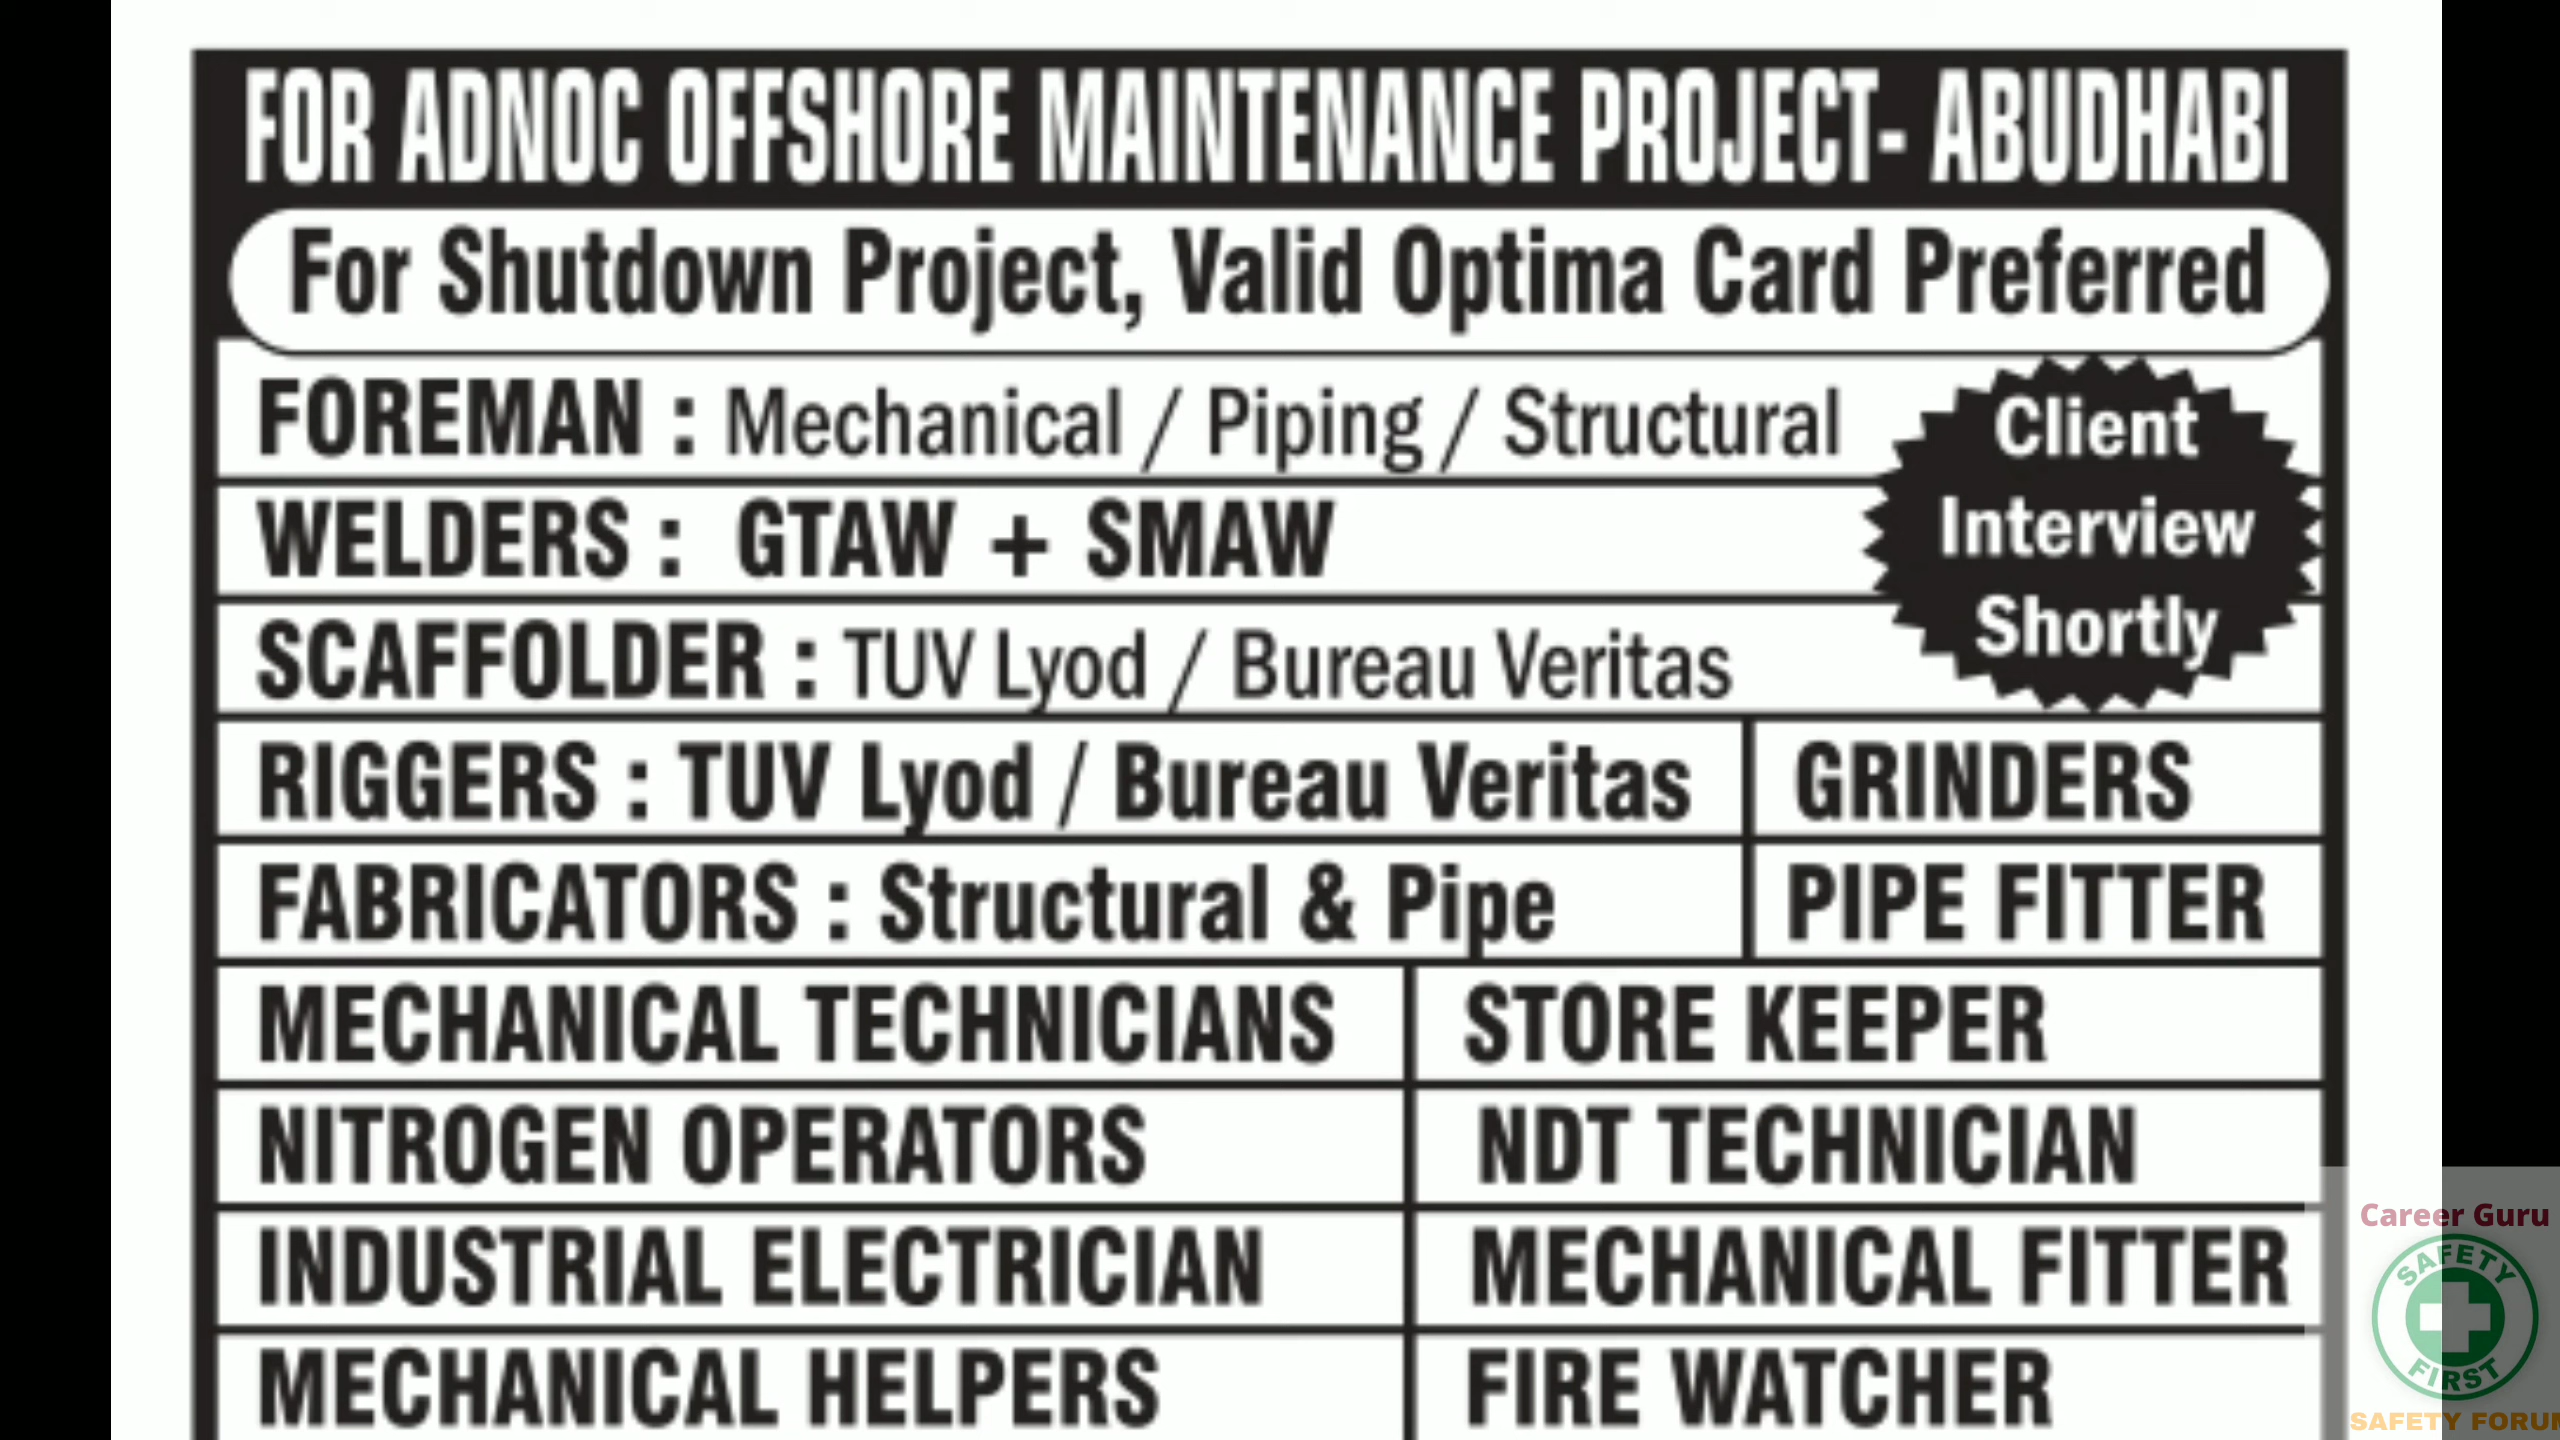 FOR ADNOC OFFSHORE MAINTENANCE PROJECT- ABUDHABI
For Shutdown Project, Valid Optima Card Preferred
FOREMAN : Mechanical / Piping / Structural
Client
Interview
Shortly
WELDERS : GTAW + SMAW
SCAFFOLDER : TUV Lyod / Bureau Veritas
RIGGERS : TUV Lyod / Bureau Veritas
GRINDERS
FABRICATORS : Structural & Pipe
PIPE FITTER
MECHANICAL TECHNICIANS
STORE KEEPER
NITROGEN OPERATORS
NDT TECHNICIAN
INDUSTRIAL ELECTRICIAN
MECHANICAL FITTER
MECHANICAL HELPERS
FIRE WATCHER
Career Guru
SAFETY
FIRST
SAFETY